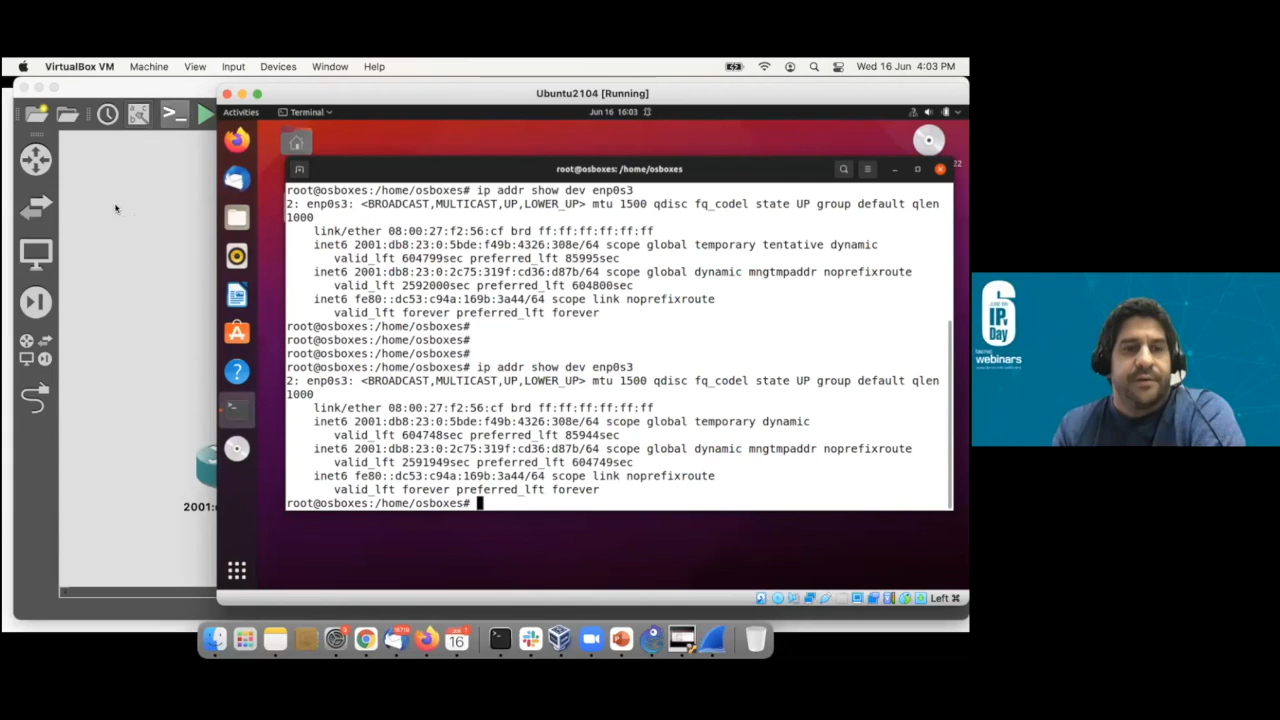 VirtualBox VM Machine View Input Devices Window Help Wed 16 Jun 4:03 PM
Ubuntu2104 [Running]
Activities Terminal Jun 16 16:03
root@osboxes: /home/osboxes
22
root@osboxes:/home/osboxes# ip addr show dev enp0s3
2: enp0s3: <BROADCAST,MULTICAST,UP,LOWER_UP> mtu 1500 qdisc fq_codel state UP group default qlen
1000
link/ether 08:00:27:f2:56:cf brd ff:ff:ff:ff:ff:ff
inet6 2001:db8:23:0:5bde:f49b:4326:308e/64 scope global temporary tentative dynamic
valid_lft 604799sec preferred_lft 85995sec
inet6 2001:db8:23:0:2c75:319f:cd36:d87b/64 scope global dynamic mngtmpaddr noprefixroute
valid_lft 2592000sec preferred_lft 604800sec
inet6 fe80::dc53:c94a:169b:3a44/64 scope link noprefixroute
valid_lft forever preferred_lft forever
root@osboxes:/home/osboxes#
root@osboxes:/home/osboxes#
root@osboxes:/home/osboxes#
root@osboxes:/home/osboxes# ip addr show dev enp0s3
2: enp0s3: <BROADCAST,MULTICAST,UP,LOWER_UP> mtu 1500 qdisc fq_codel state UP group default qlen
1000
link/ether 08:00:27:f2:56:cf brd ff:ff:ff:ff:ff:ff
inet6 2001:db8:23:0:5bde:f49b:4326:308e/64 scope global temporary dynamic
valid_lft 604748sec preferred_lft 85944sec
inet6 2001:db8:23:0:2c75:319f:cd36:d87b/64 scope global dynamic mngtmpaddr noprefixroute
valid_lft 2591949sec preferred_lft 604749sec
inet6 fe80::dc53:c94a:169b:3a44/64 scope link noprefixroute
valid_lft forever preferred_lft forever
root@osboxes:/home/osboxes#
2001:
Left ⌘
JUN
16
6
IPv
Day
lacnic
webinars